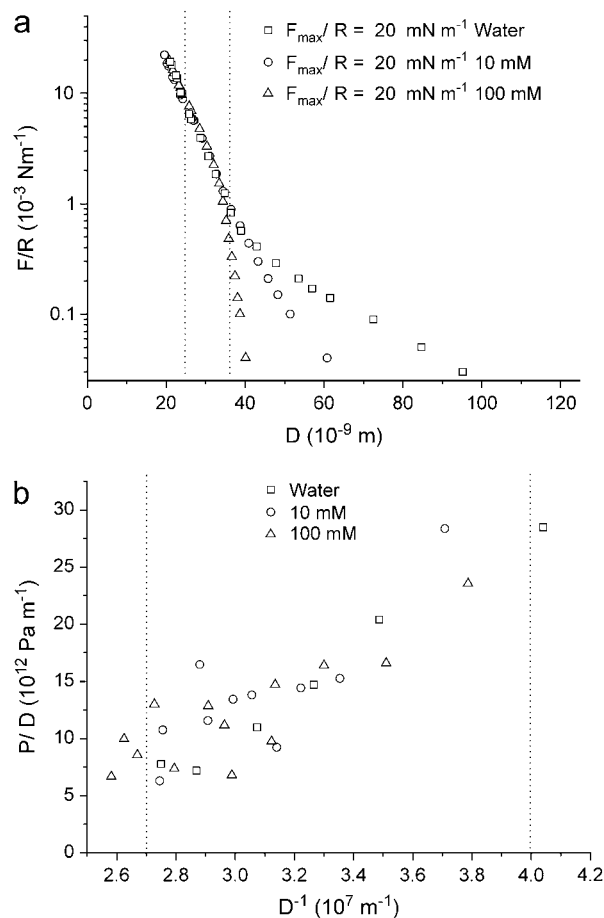 a
□ F_max/ R = 20 mN m⁻¹ Water
○ F_max/ R = 20 mN m⁻¹ 10 mM
△ F_max/ R = 20 mN m⁻¹ 100 mM
10
1
0.1
F/R (10⁻³ Nm⁻¹)
0 20 40 60 80 100 120
D (10⁻⁹ m)
b
□ Water
○ 10 mM
△ 100 mM
30
25
20
15
10
5
0
P/ D (10¹² Pa m⁻¹)
2.6 2.8 3.0 3.2 3.4 3.6 3.8 4.0 4.2
D⁻¹ (10⁷ m⁻¹)